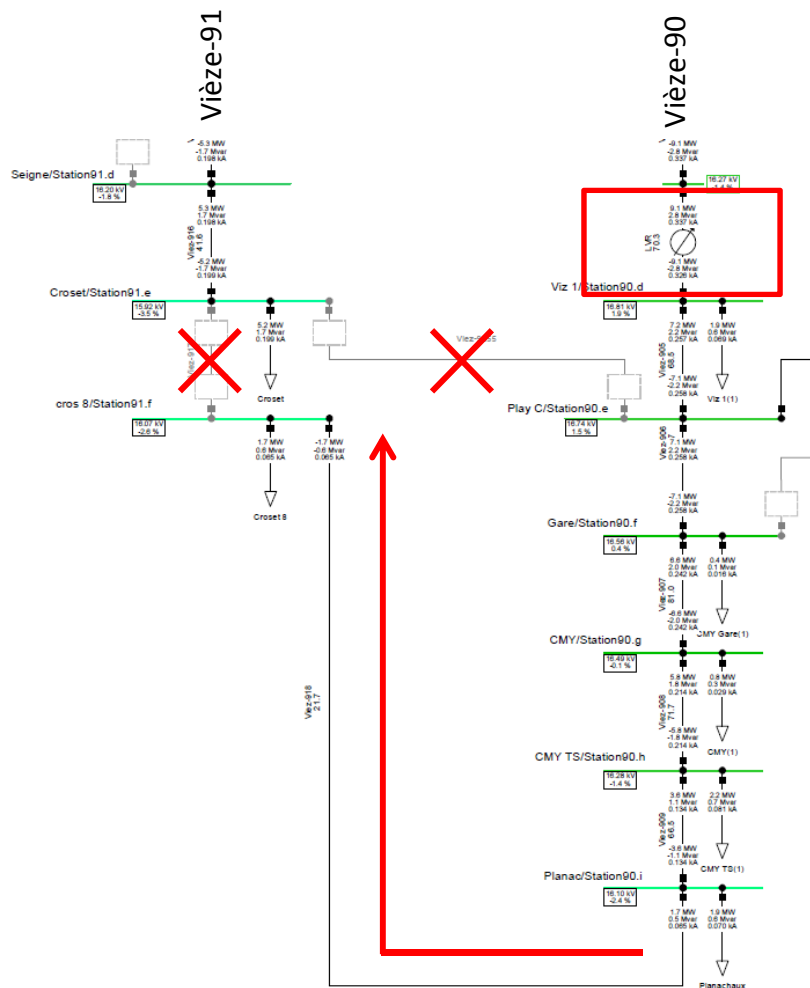 Vièze-91
Vièze-90
-5.3 MW
-1.7 Mvar
0.198 kA
-9.1 MW
-2.8 Mvar
0.337 kA
Seigne/Station91.d
16.20 kV
-1.8 %
16.27 kV
-1.4 %
5.3 MW
1.7 Mvar
0.198 kA
Viez-916
41.6
-5.2 MW
-1.7 Mvar
0.199 kA
9.1 MW
2.8 Mvar
0.337 kA
LVR
70.3
-9.1 MW
-2.8 Mvar
0.326 kA
Croset/Station91.e
15.92 kV
-3.5 %
Viz 1/Station90.d
16.81 kV
1.9 %
5.2 MW
1.7 Mvar
0.199 kA
Croset
7.2 MW
2.2 Mvar
0.257 kA
Viez-905
68.5
-7.1 MW
-2.2 Mvar
0.258 kA
1.9 MW
0.6 Mvar
0.069 kA
Viz 1(1)
cros 8/Station91.f
16.07 kV
-2.6 %
Play C/Station90.e
16.74 kV
1.5 %
1.7 MW
0.6 Mvar
0.065 kA
-1.7 MW
-0.6 Mvar
0.065 kA
Croset 8
Viez-906
7.1 MW
2.2 Mvar
0.258 kA
-7.1 MW
-2.2 Mvar
0.258 kA
Gare/Station90.f
16.56 kV
0.4 %
6.6 MW
2.0 Mvar
0.242 kA
Viez-907
81.0
-6.6 MW
-2.0 Mvar
0.242 kA
0.4 MW
0.1 Mvar
0.016 kA
CMY Gare(1)
CMY/Station90.g
16.49 kV
-0.1 %
5.8 MW
1.8 Mvar
0.214 kA
Viez-908
71.7
-5.8 MW
-1.8 Mvar
0.214 kA
0.8 MW
0.3 Mvar
0.029 kA
CMY(1)
Viez-918
21.7
CMY TS/Station90.h
16.28 kV
-1.4 %
3.6 MW
1.1 Mvar
0.134 kA
Viez-909
66.5
-3.6 MW
-1.1 Mvar
0.134 kA
2.2 MW
0.7 Mvar
0.081 kA
CMY TS(1)
Planac/Station90.i
16.10 kV
-2.4 %
1.7 MW
0.5 Mvar
0.065 kA
1.9 MW
0.6 Mvar
0.070 kA
Planachaux